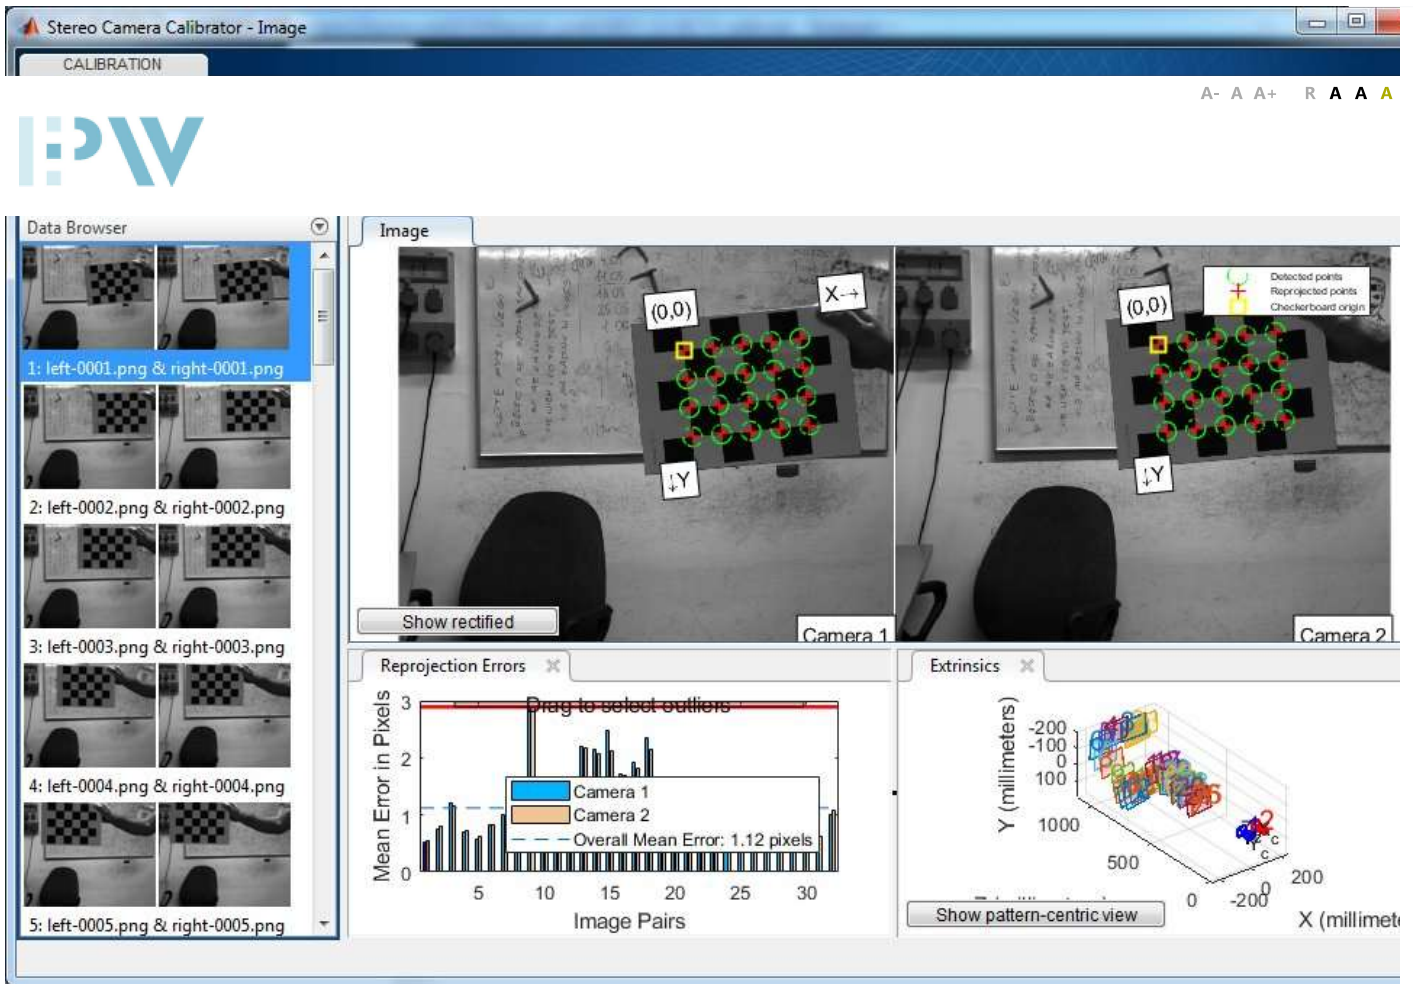 Stereo Camera Calibrator - Image
CALIBRATION
A- A A+ R A A A
IPW
Data Browser
1: left-0001.png & right-0001.png
2: left-0002.png & right-0002.png
3: left-0003.png & right-0003.png
4: left-0004.png & right-0004.png
5: left-0005.png & right-0005.png
Image
(0,0)
X→
↓Y
(0,0)
↓Y
Detected points
Reprojected points
Checkerboard origin
Show rectified
Camera 1
Camera 2
Reprojection Errors
Drag to select outliers
Mean Error in Pixels
3
2
1
0
Camera 1
Camera 2
Overall Mean Error: 1.12 pixels
5 10 15 20 25 30
Image Pairs
Extrinsics
Y (millimeters)
-200
-100
0
100
1000
500
0
-200
0
200
X (millimete
Show pattern-centric view